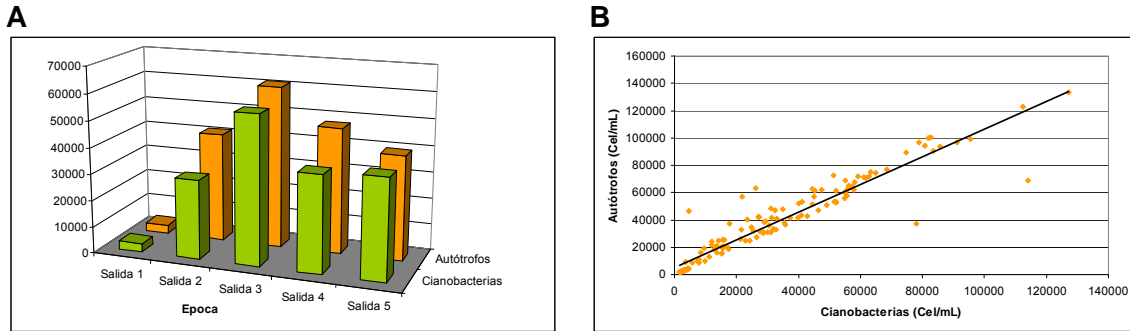 A
70000
60000
50000
40000
30000
20000
10000
0
Salida 1
Salida 2
Salida 3
Salida 4
Salida 5
Autótrofos
Cianobacterias
Epoca
B
160000
140000
120000
100000
80000
60000
40000
20000
0
0
20000
40000
60000
80000
100000
120000
140000
Autótrofos (Cel/mL)
Cianobacterias (Cel/mL)